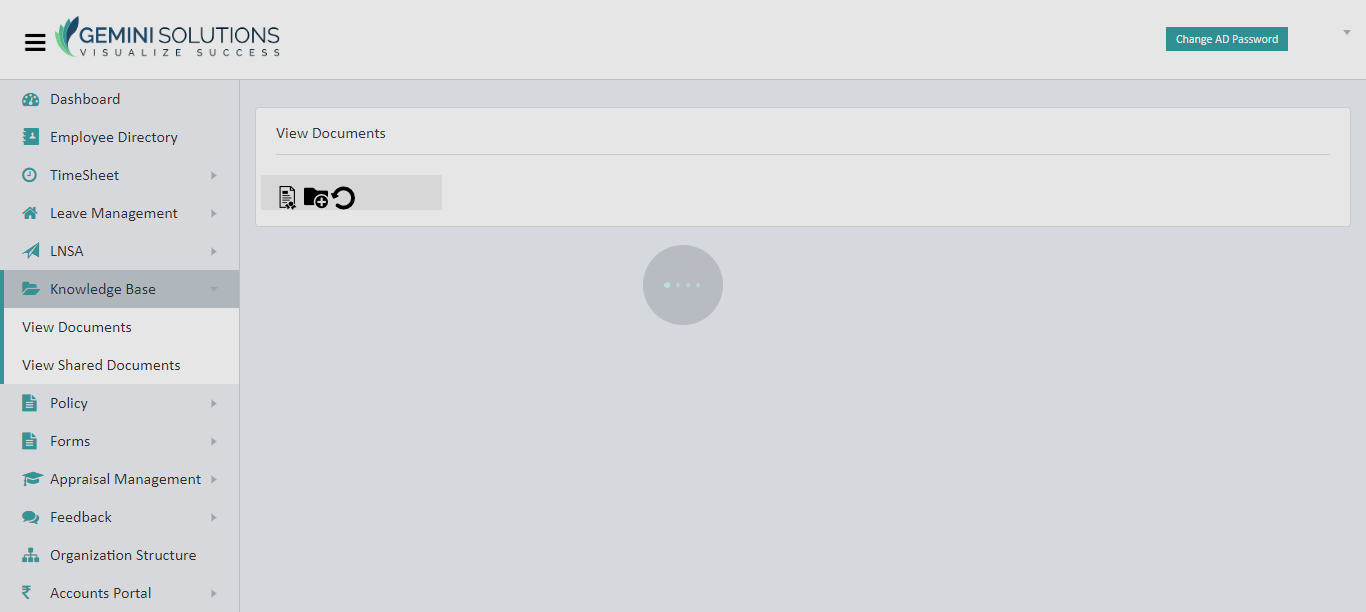 GEMINI SOLUTIONS
VISUALIZE SUCCESS
Change AD Password
Dashboard
Employee Directory
TimeSheet
Leave Management
LNSA
Knowledge Base
View Documents
View Shared Documents
Policy
Forms
Appraisal Management
Feedback
Organization Structure
₹ Accounts Portal
View Documents